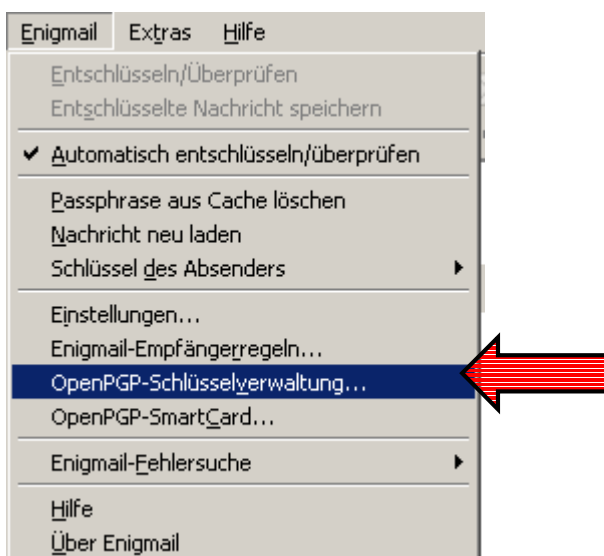 Enigmail Extras Hilfe
Entschlüsseln/Überprüfen
Entschlüsselte Nachricht speichern
Automatisch entschlüsseln/überprüfen
Passphrase aus Cache löschen
Nachricht neu laden
Schlüssel des Absenders
Einstellungen...
Enigmail-Empfängerregeln...
OpenPGP-Schlüsselverwaltung...
OpenPGP-SmartCard...
Enigmail-Fehlersuche
Hilfe
Über Enigmail